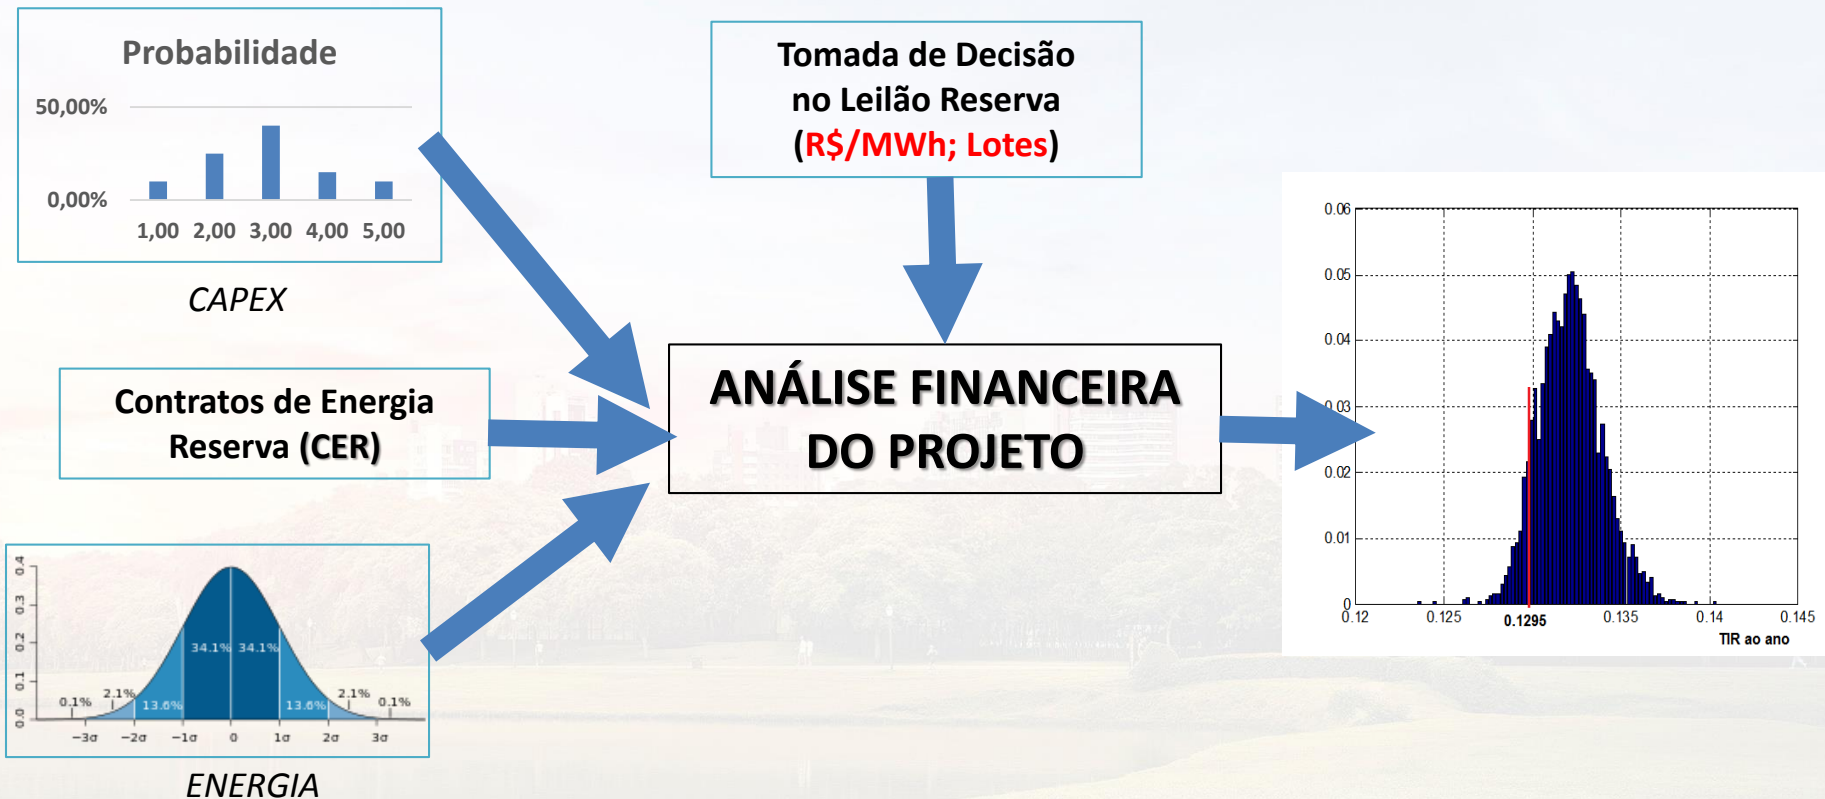 Probabilidade
50,00%
0,00%
1,00 2,00 3,00 4,00 5,00
CAPEX
Tomada de Decisão
no Leilão Reserva
(R$/MWh; Lotes)
Contratos de Energia
Reserva (CER)
ANÁLISE FINANCEIRA
DO PROJETO
0.4
0.3
0.2
0.1
0.0
34.1% 34.1%
0.1% 2.1% 13.6% 13.6% 2.1% 0.1%
−3σ −2σ −1σ 0 1σ 2σ 3σ
ENERGIA
0.06
0.05
0.04
0.03
0.02
0.01
0
0.12 0.125 0.1295 0.135 0.14 0.145
TIR ao ano